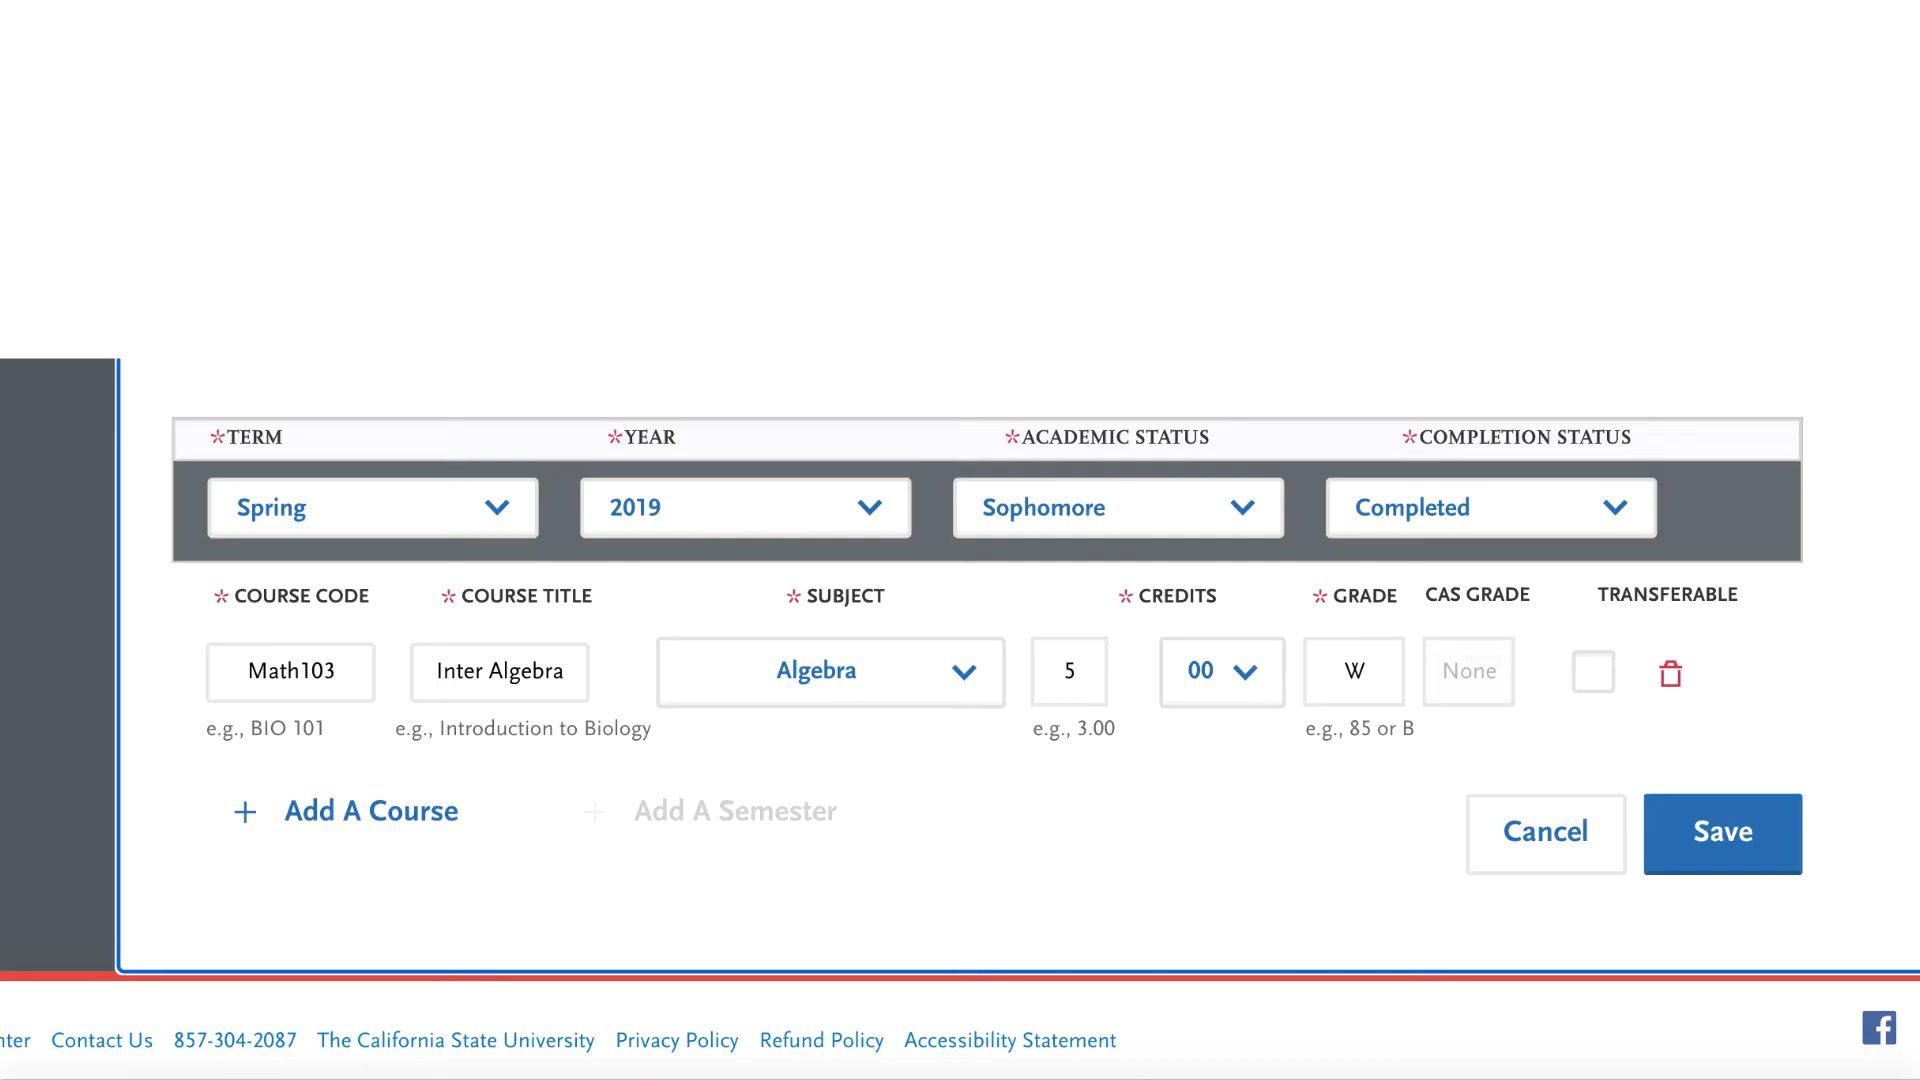 *TERM *YEAR *ACADEMIC STATUS *COMPLETION STATUS
Spring 2019 Sophomore Completed
* COURSE CODE * COURSE TITLE * SUBJECT * CREDITS * GRADE CAS GRADE TRANSFERABLE
Math103 Inter Algebra Algebra 5 00 W None
e.g., BIO 101 e.g., Introduction to Biology e.g., 3.00 e.g., 85 or B
+ Add A Course + Add A Semester
Cancel Save
nter Contact Us 857-304-2087 The California State University Privacy Policy Refund Policy Accessibility Statement